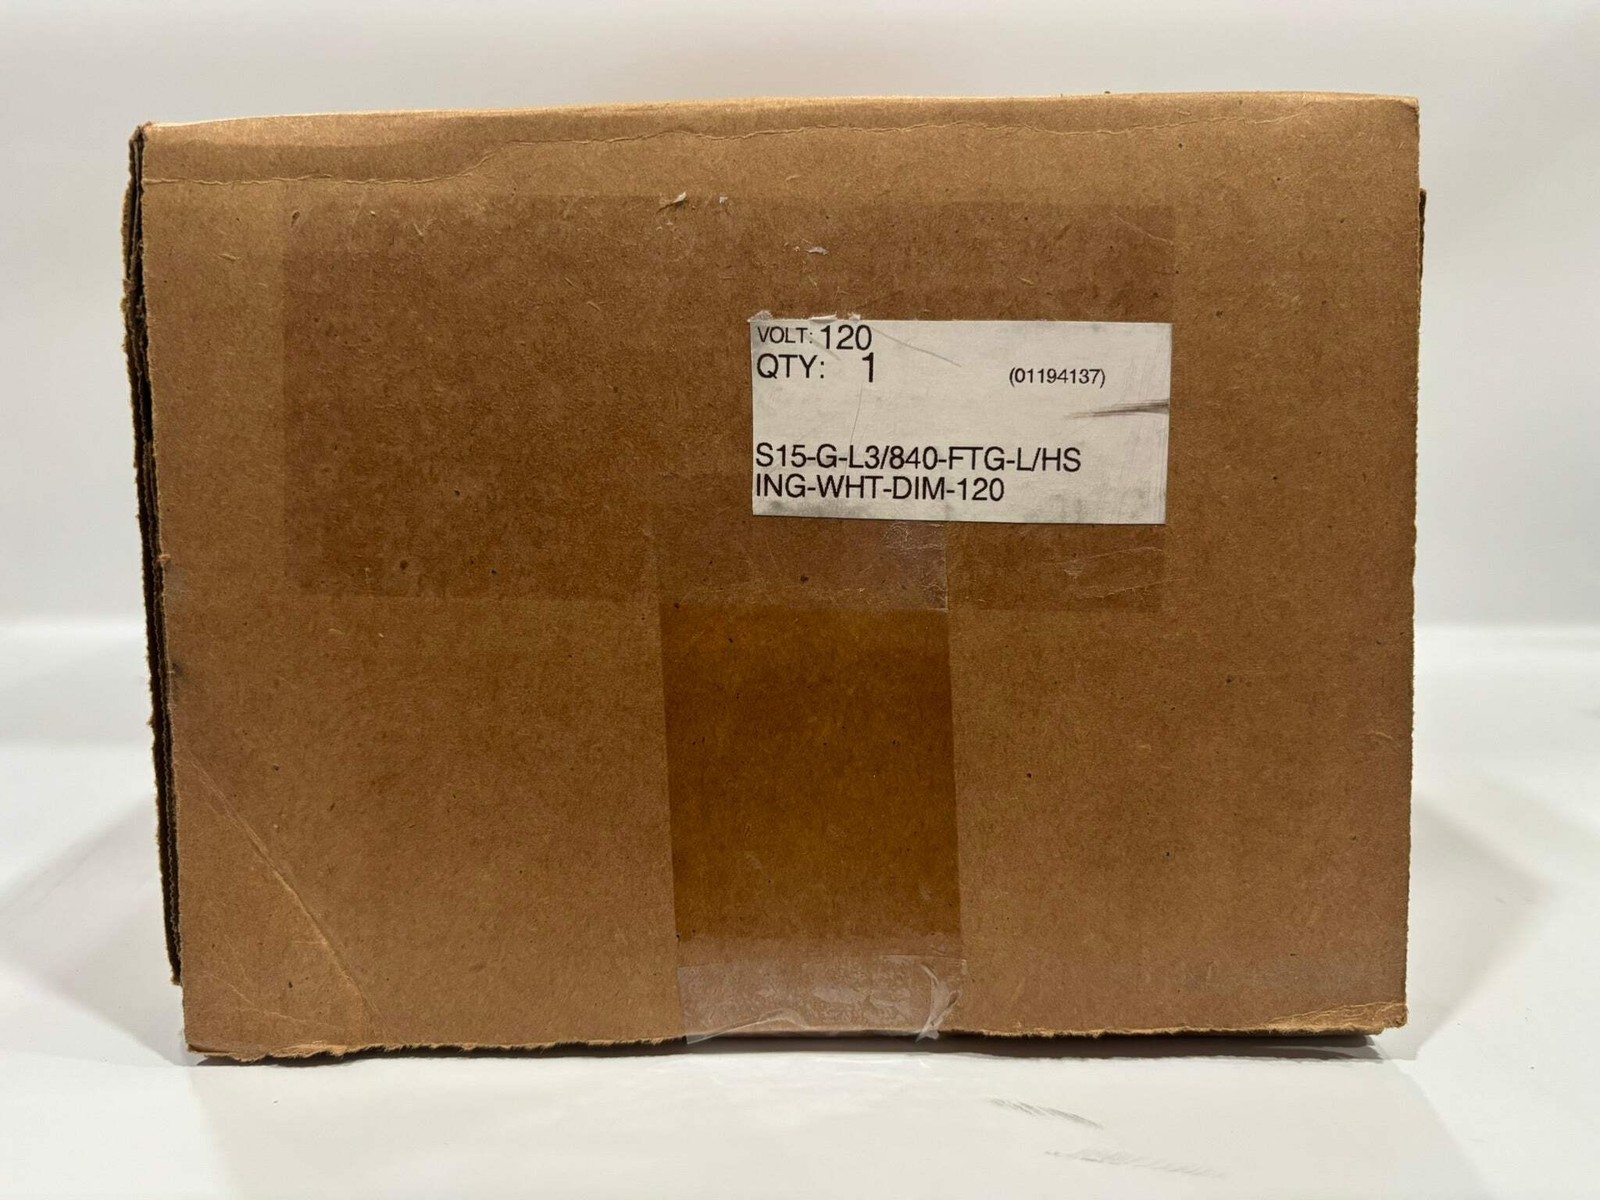 VOLT: 120
QTY: 1 (01194137)
S15-G-L3/840-FTG-L/HS
ING-WHT-DIM-120